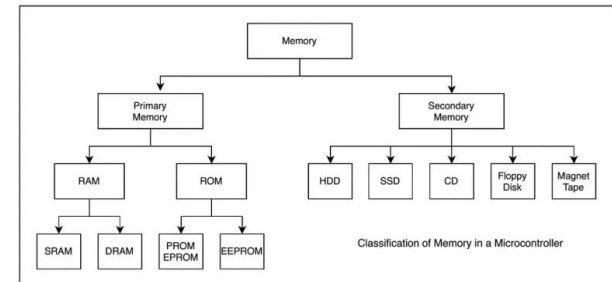 Memory
Primary
Memory
Secondary
Memory
RAM
ROM
HDD
SSD
CD
Floppy
Disk
Magnet
Tape
SRAM
DRAM
PROM
EPROM
EEPROM
Classification of Memory in a Microcontroller